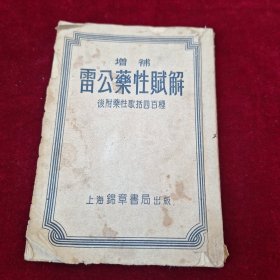 增補
雷公藥性賦解
後附藥性歌括四百種
上海錦章書局出版